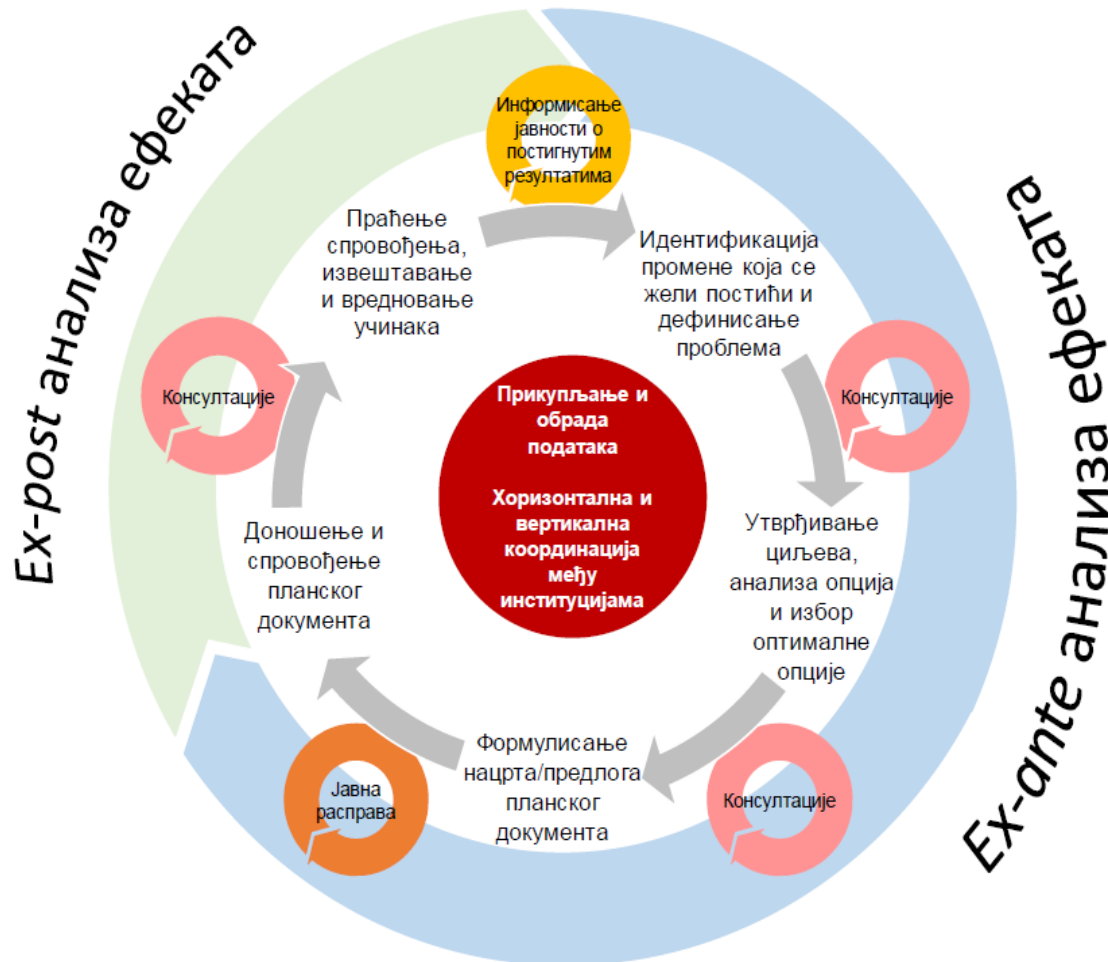 Ex-post анализа ефеката
Ex-ante анализа ефеката
Информисање
јавности о
постигнутим
резултатима
Идентификација
промене која се
жели постићи и
дефинисање
проблема
Консултације
Утврђивање
циљева,
анализа опција
и избор
оптималне
опције
Консултације
Формулисање
нацрта/предлога
планског
документа
Јавна
расправа
Доношење и
спровођење
планског
документа
Консултације
Праћење
спровођења,
извештавање
и вредновање
учинака
Прикупљање и
обрада
података
Хоризонтална и
вертикална
координација
међу
институцијама